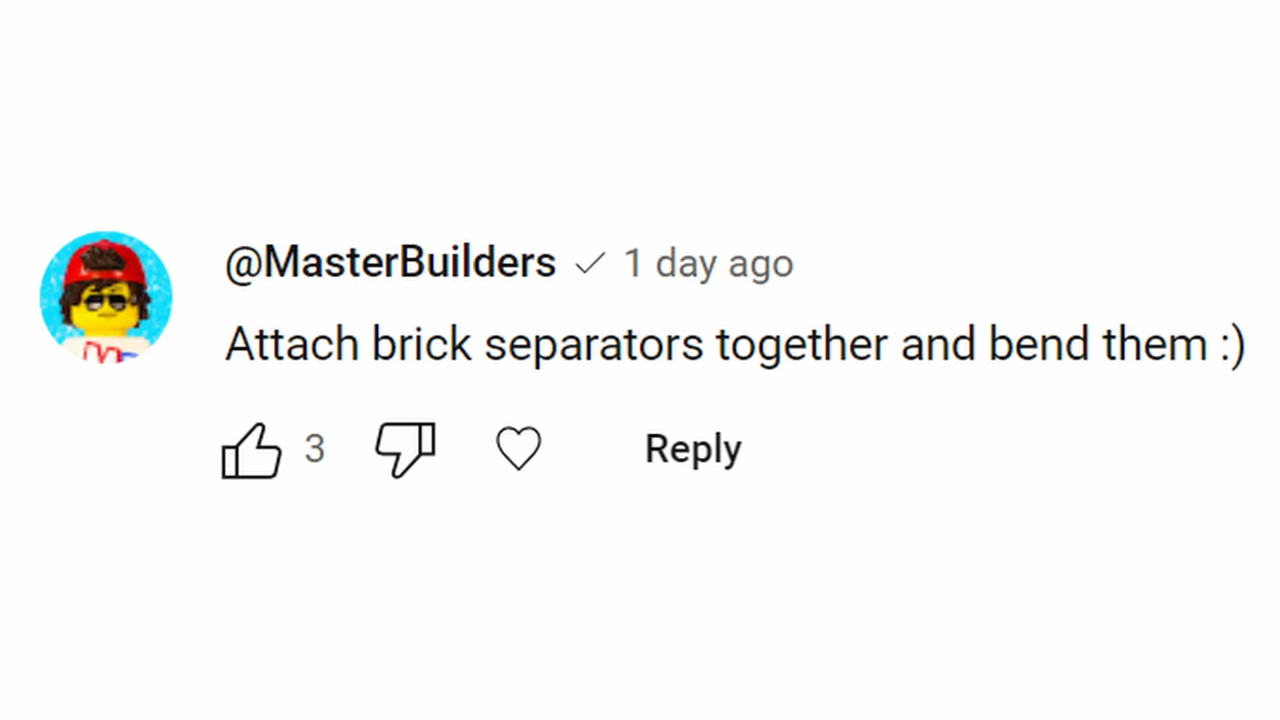 @MasterBuilders ✓ 1 day ago
Attach brick separators together and bend them :)
3 Reply